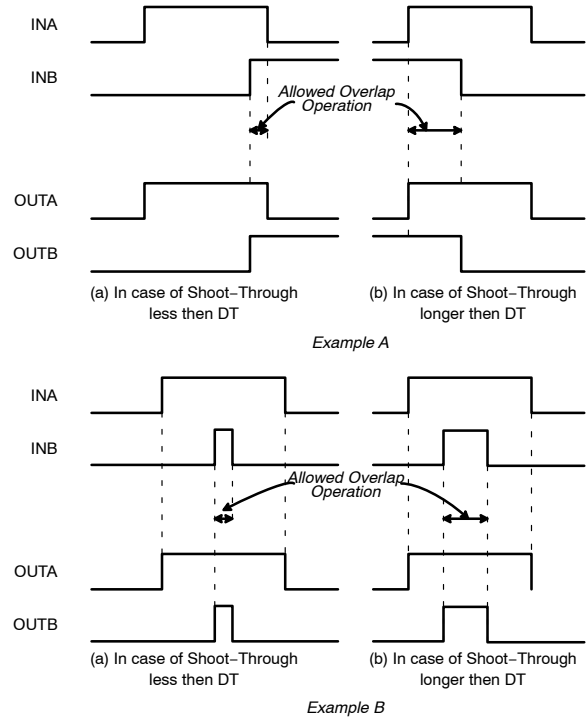 INA
INB
Allowed Overlap
Operation
OUTA
OUTB
(a) In case of Shoot−Through
less then DT
(b) In case of Shoot−Through
longer then DT
Example A
INA
INB
Allowed Overlap
Operation
OUTA
OUTB
(a) In case of Shoot−Through
less then DT
(b) In case of Shoot−Through
longer then DT
Example B